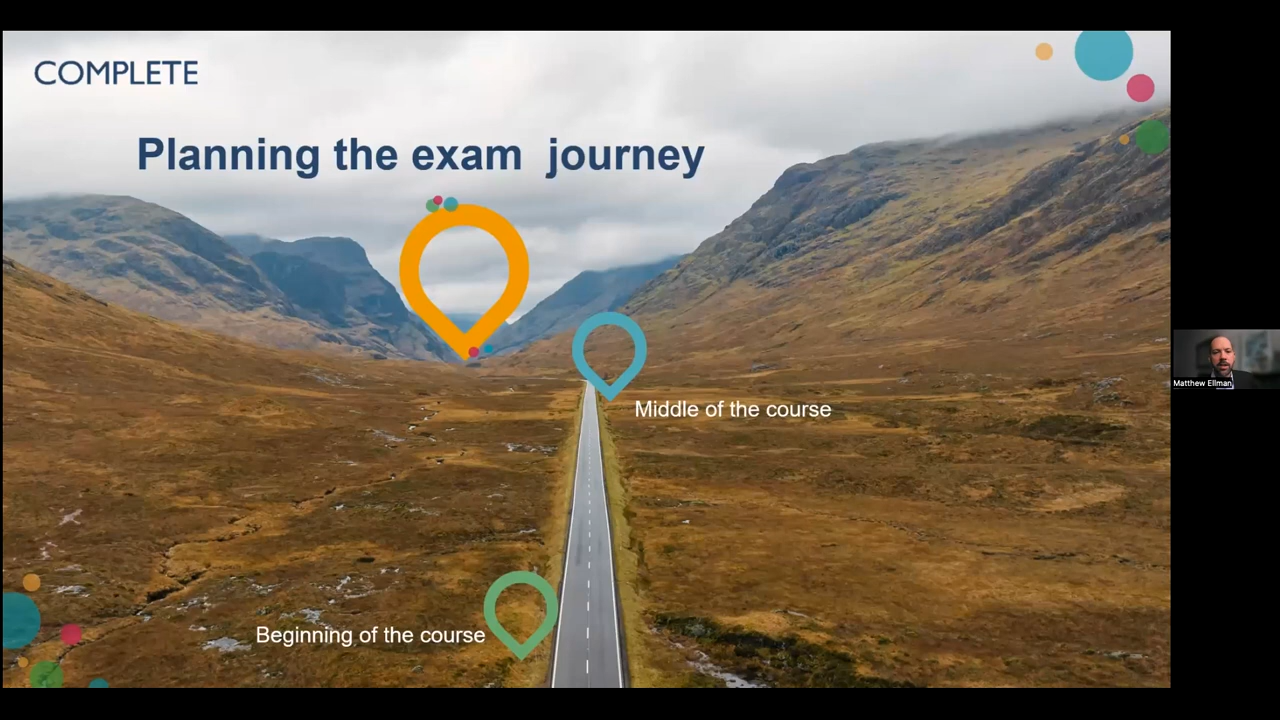 COMPLETE
Planning the exam journey
Middle of the course
Matthew Ellman
Beginning of the course